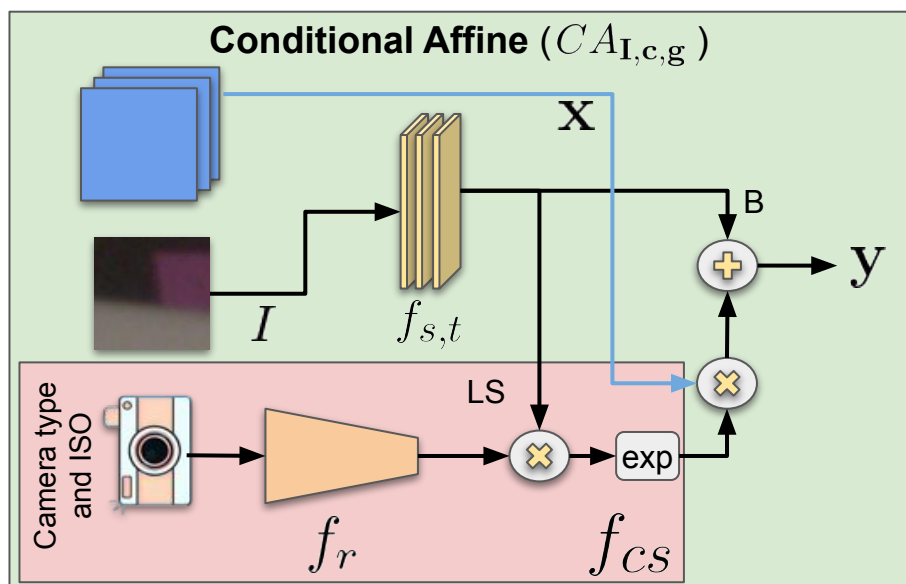 Conditional Affine (CA_{I,c,g})
x
B
y
I
f_{s,t}
LS
Camera type
and ISO
exp
f_r
f_{cs}